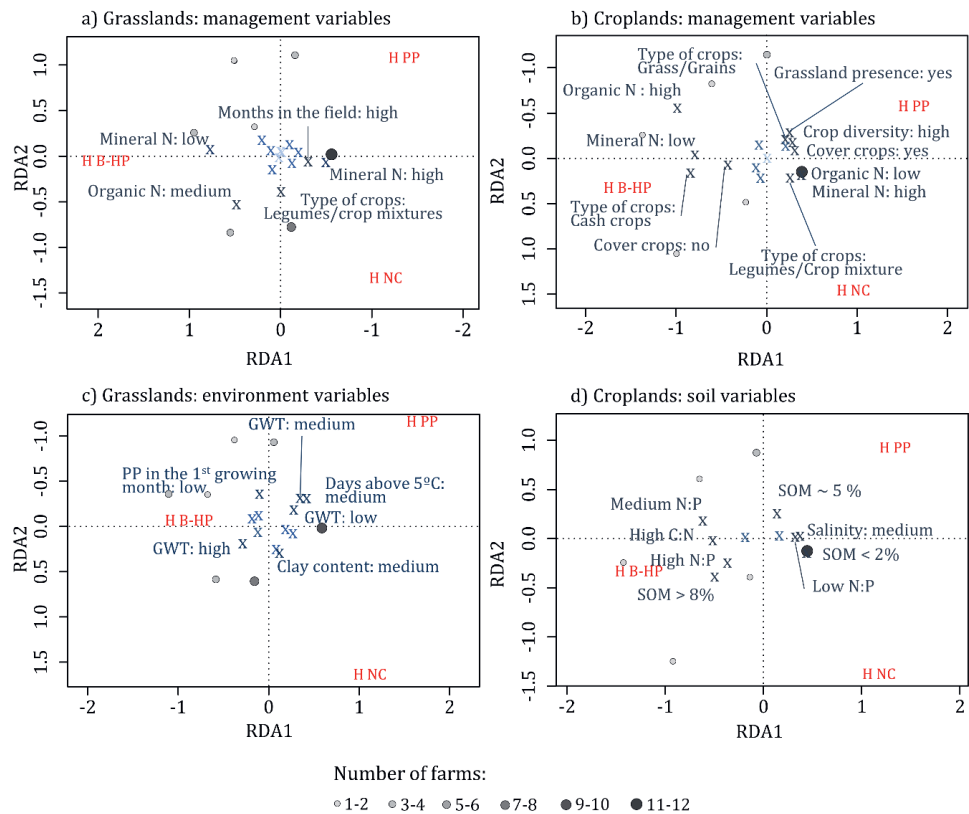 a) Grasslands: management variables
H PP
Months in the field: high
Mineral N: low
H B-HP
Mineral N: high
Organic N: medium
Type of crops:
Legumes/crop mixtures
H NC
1.0
0.5
0.0
-0.5
-1.0
-1.5
RDA2
2
1
0
-1
-2
RDA1
b) Croplands: management variables
Type of crops:
Grass/Grains
Grassland presence: yes
Organic N : high
H PP
Crop diversity: high
Mineral N: low
Cover crops: yes
Organic N: low
H B-HP
Mineral N: high
Type of crops:
Cash crops
Cover crops: no
Type of crops:
Legumes/Crop mixture
H NC
-1.0
-0.5
0.0
0.5
1.0
1.5
RDA2
-2
-1
0
1
2
RDA1
c) Grasslands: environment variables
GWT: medium
H PP
PP in the 1st growing
month: low
Days above 5ºC:
medium
H B-HP
GWT: low
GWT: high
Clay content: medium
H NC
-1.0
-0.5
0.0
0.5
1.0
1.5
RDA2
-2
-1
0
1
2
RDA1
d) Croplands: soil variables
H PP
SOM ~ 5 %
Medium N:P
Salinity: medium
High C:N
SOM < 2%
High N:P
H B-HP
Low N:P
SOM > 8%
H NC
1.0
0.5
0.0
-0.5
-1.0
-1.5
RDA2
-2
-1
0
1
2
RDA1
Number of farms:
1-2 3-4 5-6 7-8 9-10 11-12